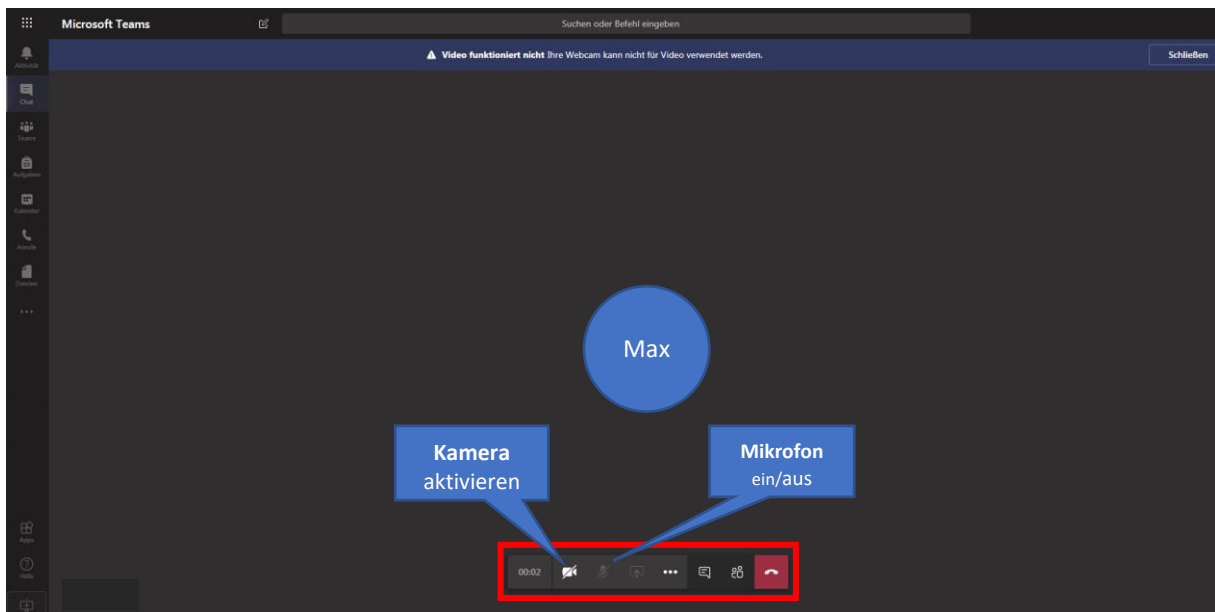 Microsoft Teams
Suchen oder Befehl eingeben
Video funktioniert nicht Ihre Webcam kann nicht für Video verwendet werden.
Schließen
Aktivität
Chat
Teams
Aufgaben
Kalender
Anrufe
Dateien
Max
Kamera
aktivieren
Mikrofon
ein/aus
Apps
Hilfe
00:02